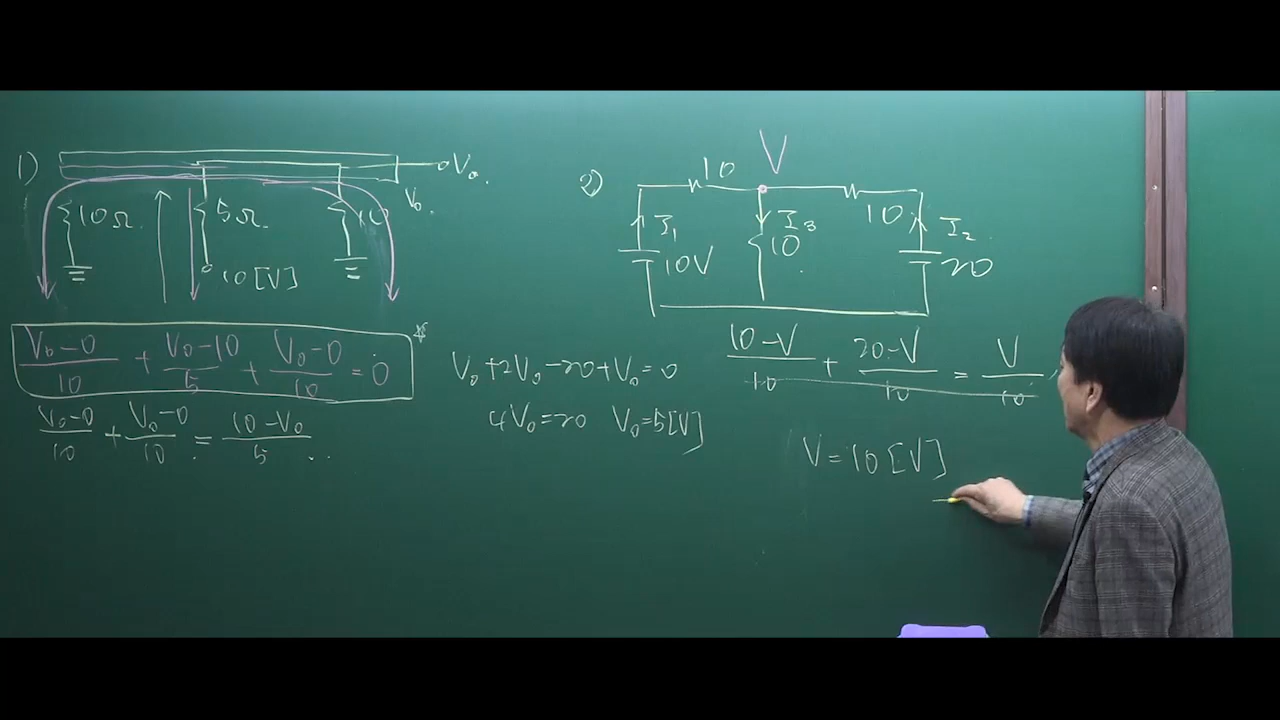 1)
V₀
V₀
10Ω
5Ω
10
10[V]
(V₀-0)/10 + (V₀-10)/5 + (V₀-0)/10 = 0 *
(V₀-0)/10 + (V₀-0)/10 = (10-V₀)/5 ..
V₀+2V₀-20+V₀=0
4V₀=20 V₀=5[V]
2)
10
V
10
I₁
10V
I₃
10
I₂
20
(10-V)/10 + (20-V)/10 = V/10
V=10[V]